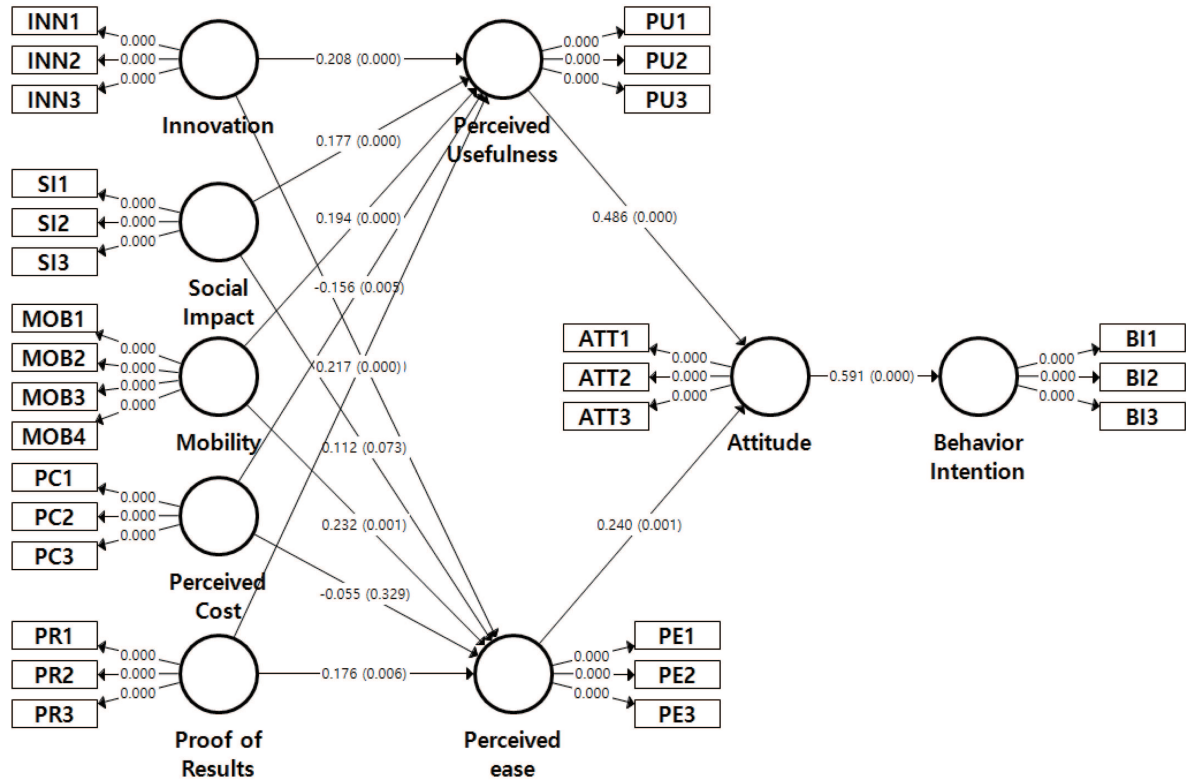 INN1
0.000
INN2
0.000
INN3
0.000
Innovation
0.208 (0.000)
PU1
0.000
PU2
0.000
PU3
0.000
Perceived
Usefulness
SI1
0.000
SI2
0.000
SI3
0.000
Social
Impact
0.177 (0.000)
0.194 (0.000)
-0.156 (0.005)
0.217 (0.000)
0.486 (0.000)
MOB1
0.000
MOB2
0.000
MOB3
0.000
MOB4
0.000
Mobility
ATT1
0.000
ATT2
0.000
ATT3
0.000
Attitude
0.591 (0.000)
BI1
0.000
BI2
0.000
BI3
0.000
Behavior
Intention
0.112 (0.073)
0.232 (0.001)
-0.055 (0.329)
0.240 (0.001)
PC1
0.000
PC2
0.000
PC3
0.000
Perceived
Cost
PR1
0.000
PR2
0.000
PR3
0.000
Proof of
Results
0.176 (0.006)
PE1
0.000
PE2
0.000
PE3
0.000
Perceived
ease